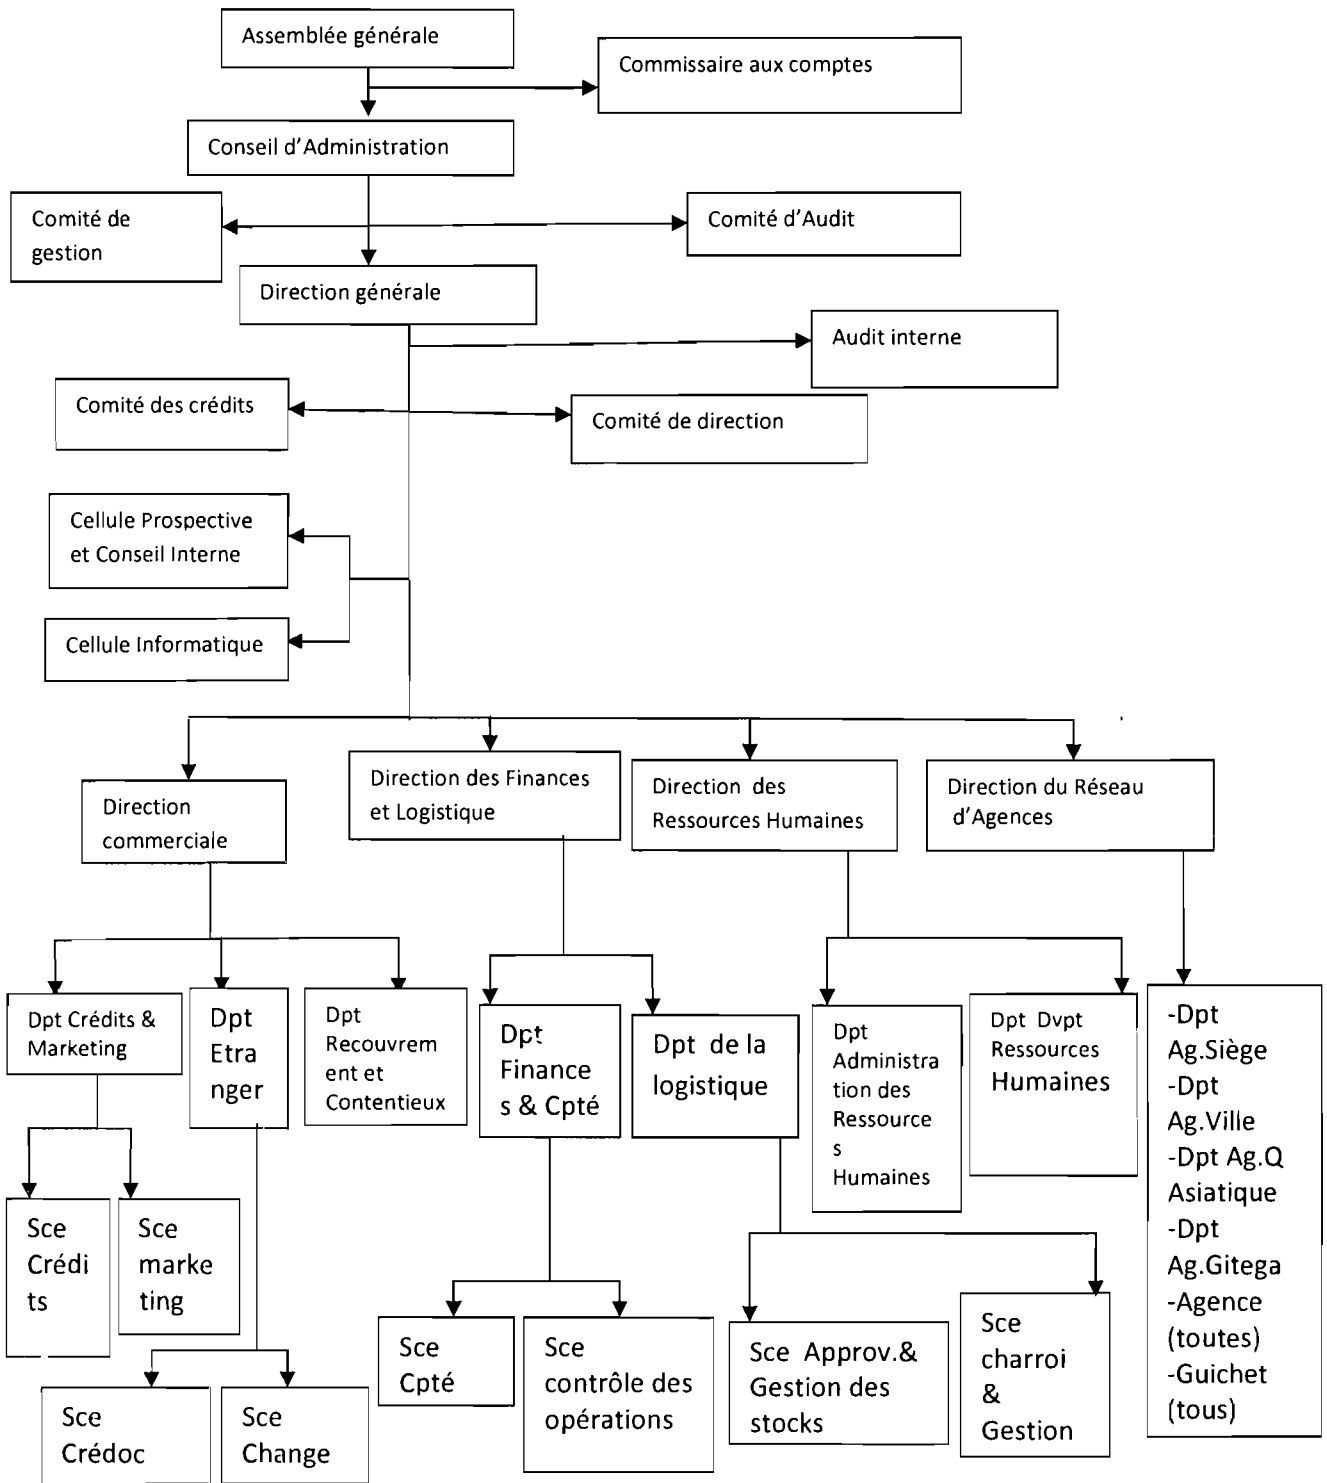 Assemblée générale
Commissaire aux comptes
Conseil d'Administration
Comité de
gestion
Comité d'Audit
Direction générale
Audit interne
Comité des crédits
Comité de direction
Cellule Prospective
et Conseil Interne
Cellule Informatique
Direction
commerciale
Direction des Finances
et Logistique
Direction des
Ressources Humaines
Direction du Réseau
d'Agences
Dpt Crédits &
Marketing
Dpt
Etra
nger
Dpt
Recouvrem
ent et
Contentieux
Dpt
Finance
s & Cpté
Dpt de la
logistique
Dpt
Administra
tion des
Ressource
s
Humaines
Dpt Dvpt
Ressources
Humaines
-Dpt
Ag.Siège
-Dpt
Ag.Ville
-Dpt Ag.Q
Asiatique
-Dpt
Ag.Gitega
-Agence
(toutes)
-Guichet
(tous)
Sce
Crédi
ts
Sce
marke
ting
Sce
Crédoc
Sce
Change
Sce
Cpté
Sce
contrôle des
opérations
Sce Approv.&
Gestion des
stocks
Sce
charroi
&
Gestion